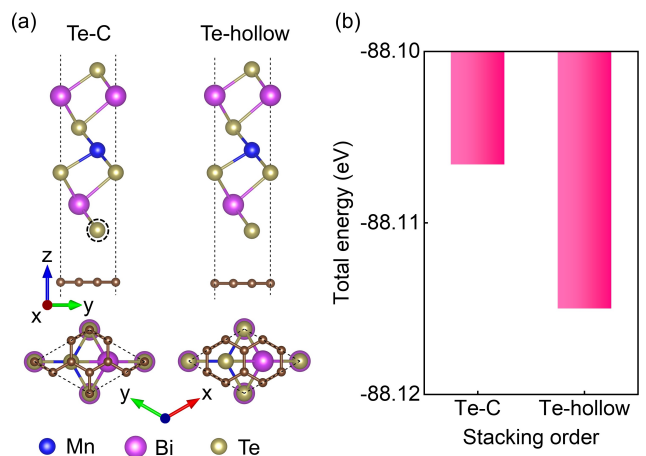 (a)
Te-C
Te-hollow
z
y
x
y
x
Mn
Bi
Te
(b)
Total energy (eV)
-88.10
-88.11
-88.12
Te-C
Te-hollow
Stacking order